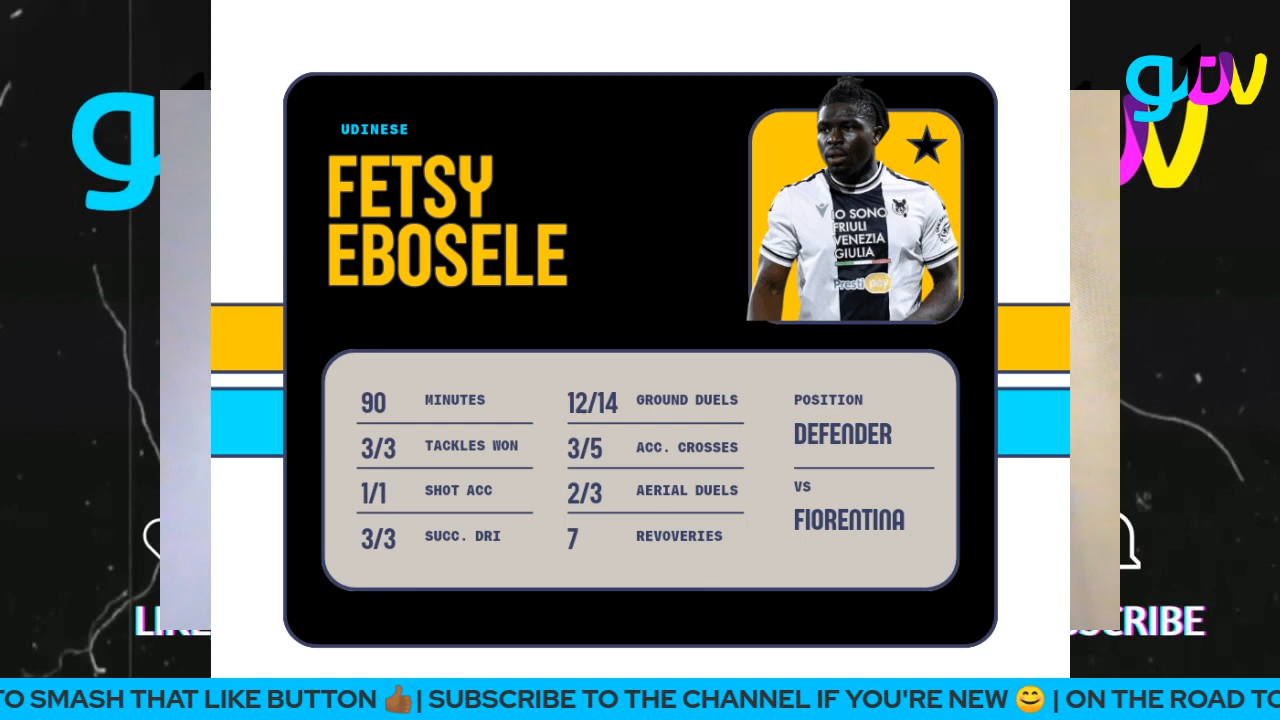 gtv
UDINESE
FETSY
EBOSELE
IO SONO
FRIULI
VENEZIA
GIULIA
Prestipay
90 MINUTES
3/3 TACKLES WON
1/1 SHOT ACC
3/3 SUCC. DRI
12/14 GROUND DUELS
3/5 ACC. CROSSES
2/3 AERIAL DUELS
7 REVOVERIES
POSITION
DEFENDER
VS
FIORENTINA
TO SMASH THAT LIKE BUTTON 👍🏾| SUBSCRIBE TO THE CHANNEL IF YOU'RE NEW 😊 | ON THE ROAD TO